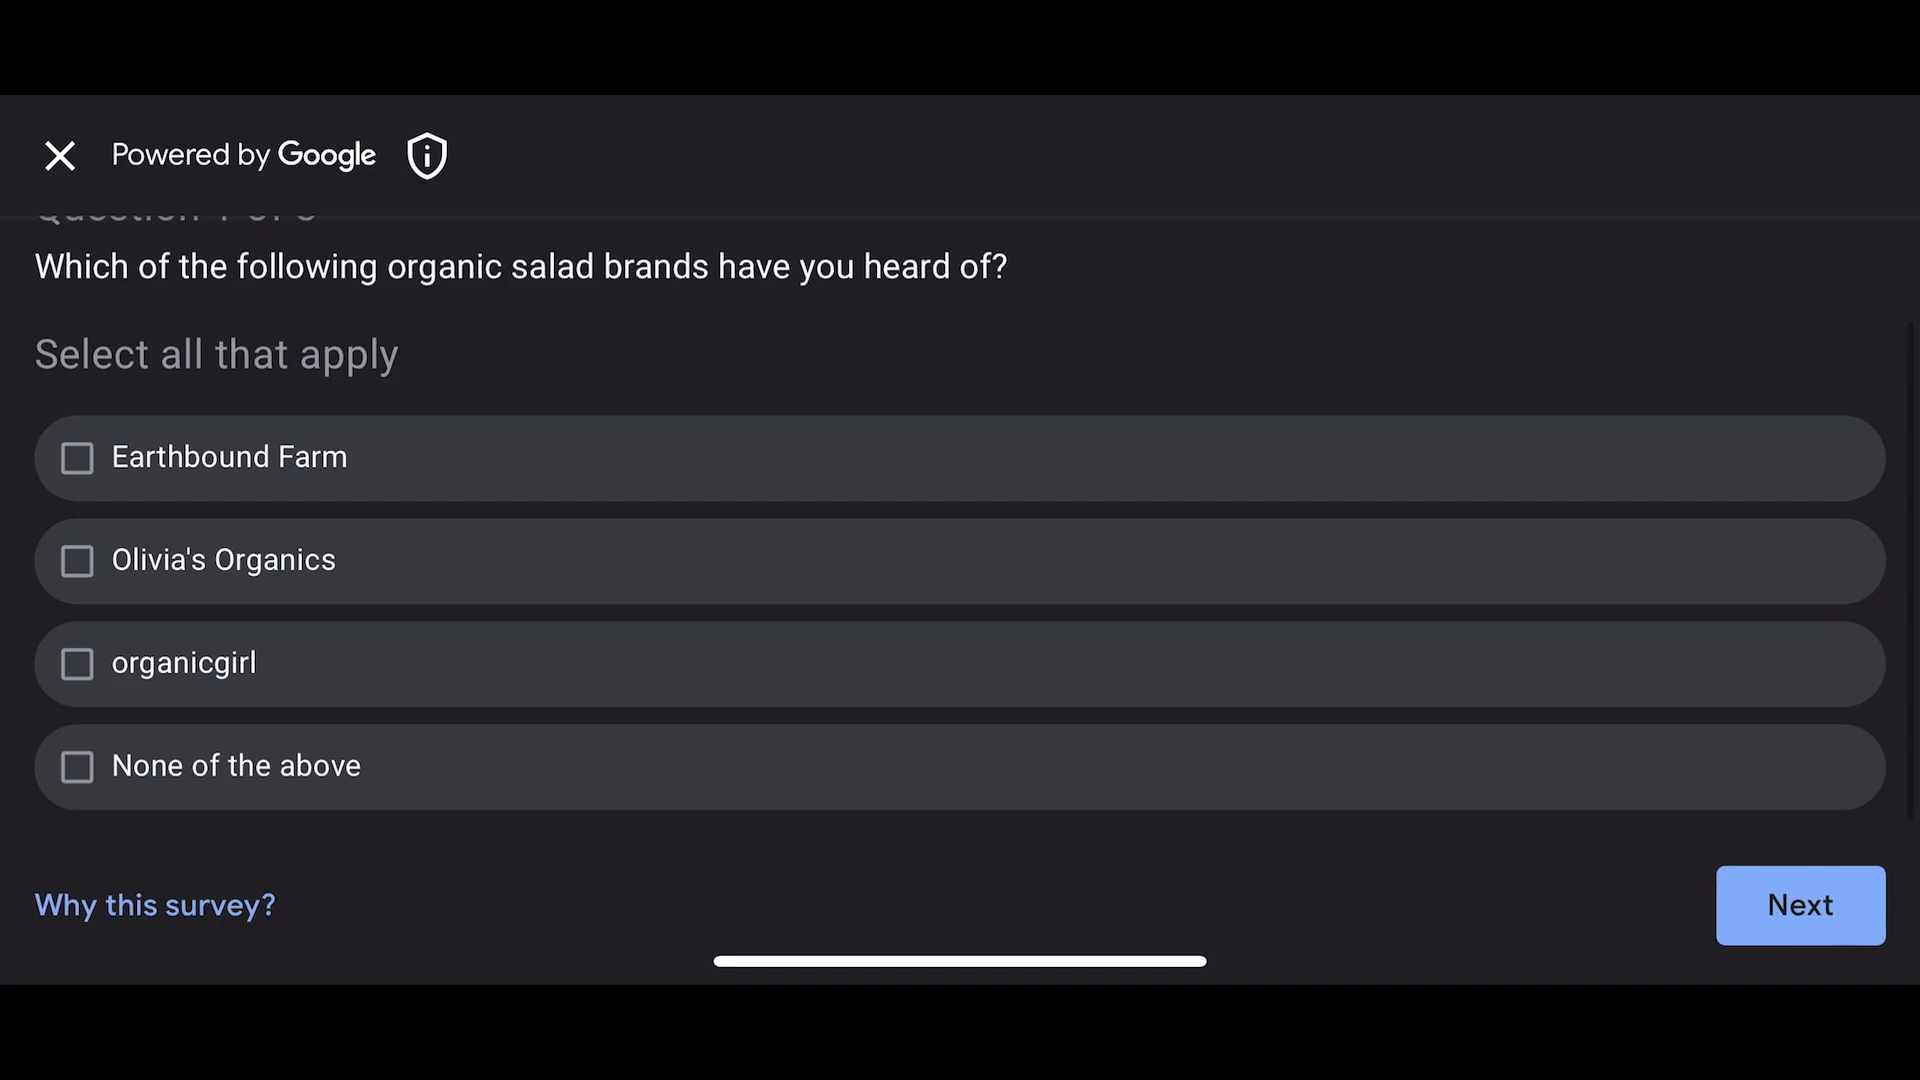 Powered by Google
Which of the following organic salad brands have you heard of?
Select all that apply
Earthbound Farm
Olivia's Organics
organicgirl
None of the above
Why this survey?
Next